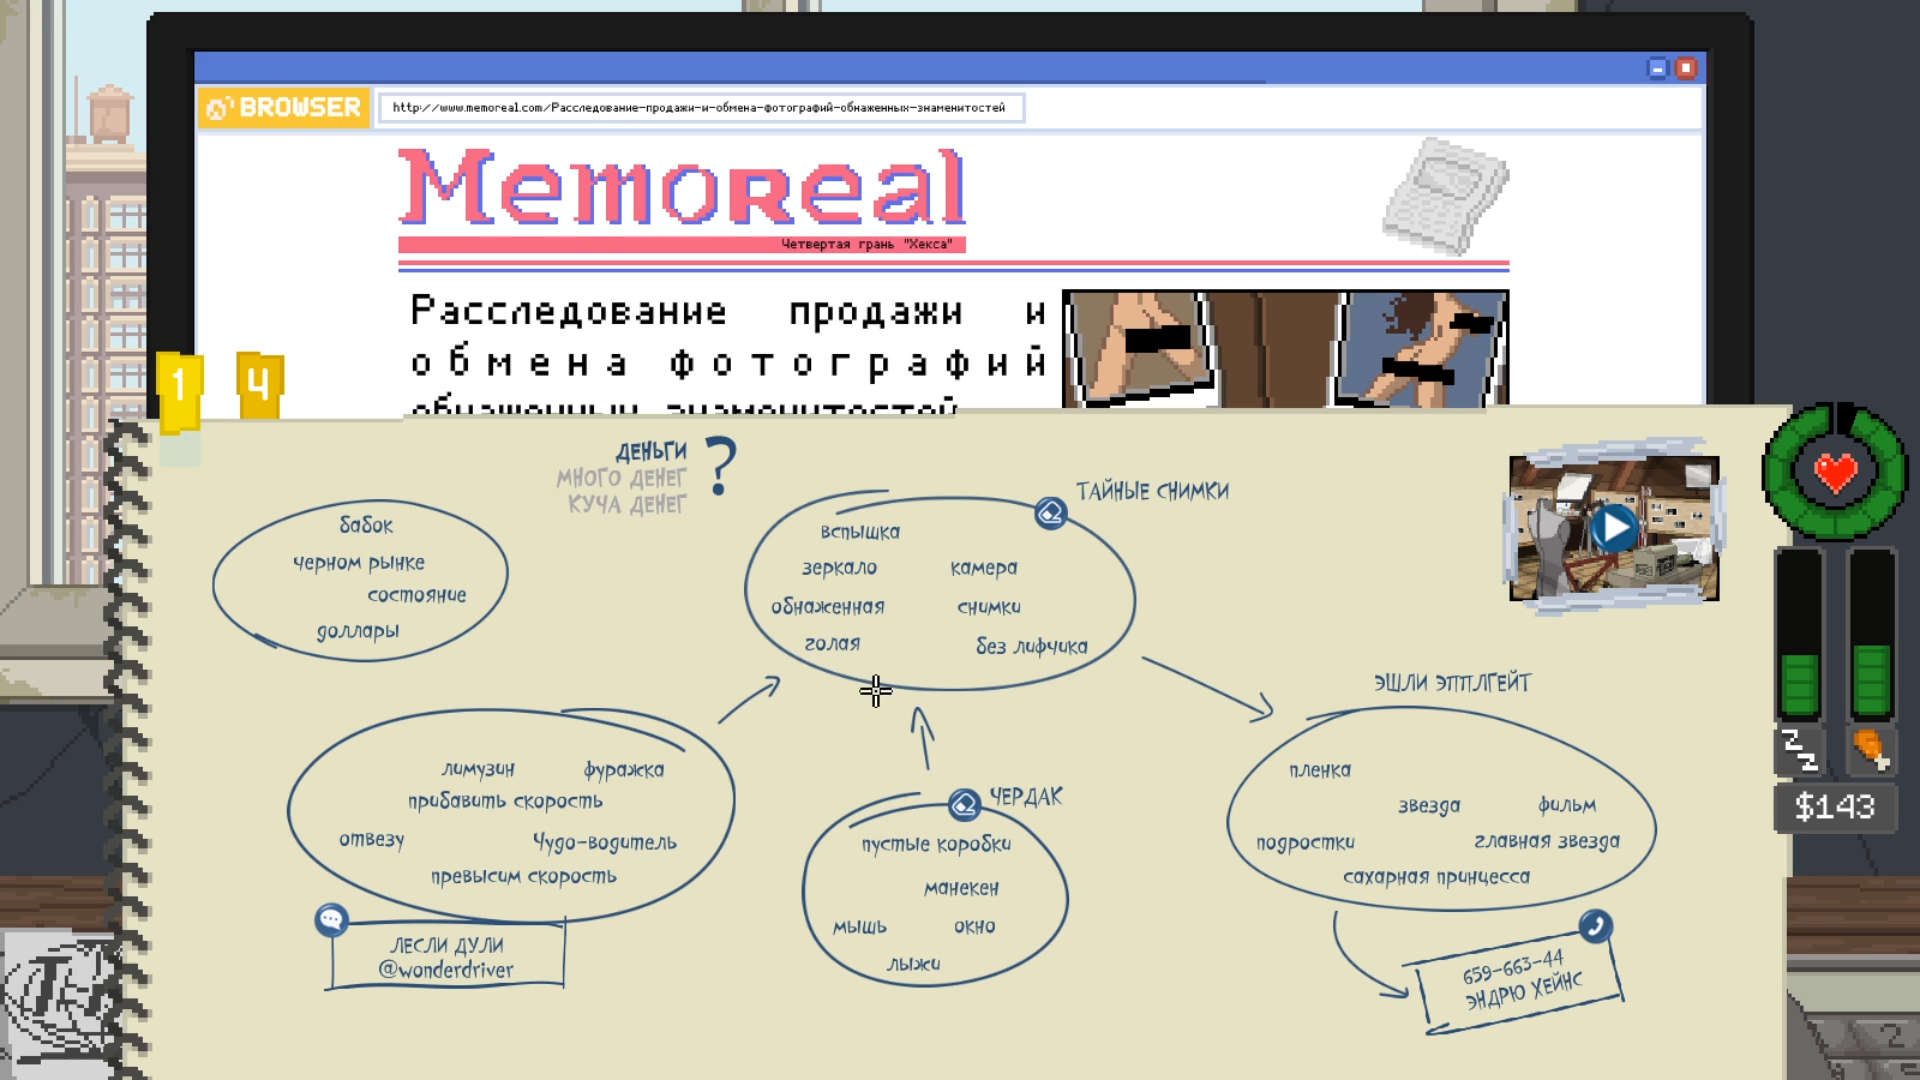 BROWSER
http://www.memoreal.com/Расследование-продажи-и-обмена-фотографий-обнаженных-знаменитостей
Memoreal
Четвертая грань "Хекса"
Расследование продажи и
обмена фотографий
обнаженных знаменитостей
1
4
ДЕНЬГИ
МНОГО ДЕНЕГ
КУЧА ДЕНЕГ
?
бабок
черном рынке
состояние
доллары
ТАЙНЫЕ СНИМКИ
вспышка
зеркало
камера
обнаженная
снимки
голая
без лифчика
ЭШЛИ ЭППЛГЕЙТ
пленка
звезда
фильм
подростки
главная звезда
сахарная принцесса
659-663-44
ЭНДРЮ ХЕЙНС
лимузин
фуражка
прибавить скорость
отвезу
Чудо-водитель
превысим скорость
ЛЕСЛИ ДУЛИ
@wonderdriver
ЧЕРДАК
пустые коробки
манекен
мышь
окно
лыжи
$143
2